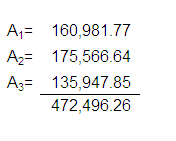 A₁= 160,981.77
A₂= 175,566.64
A₃= 135,947.85
472,496.26